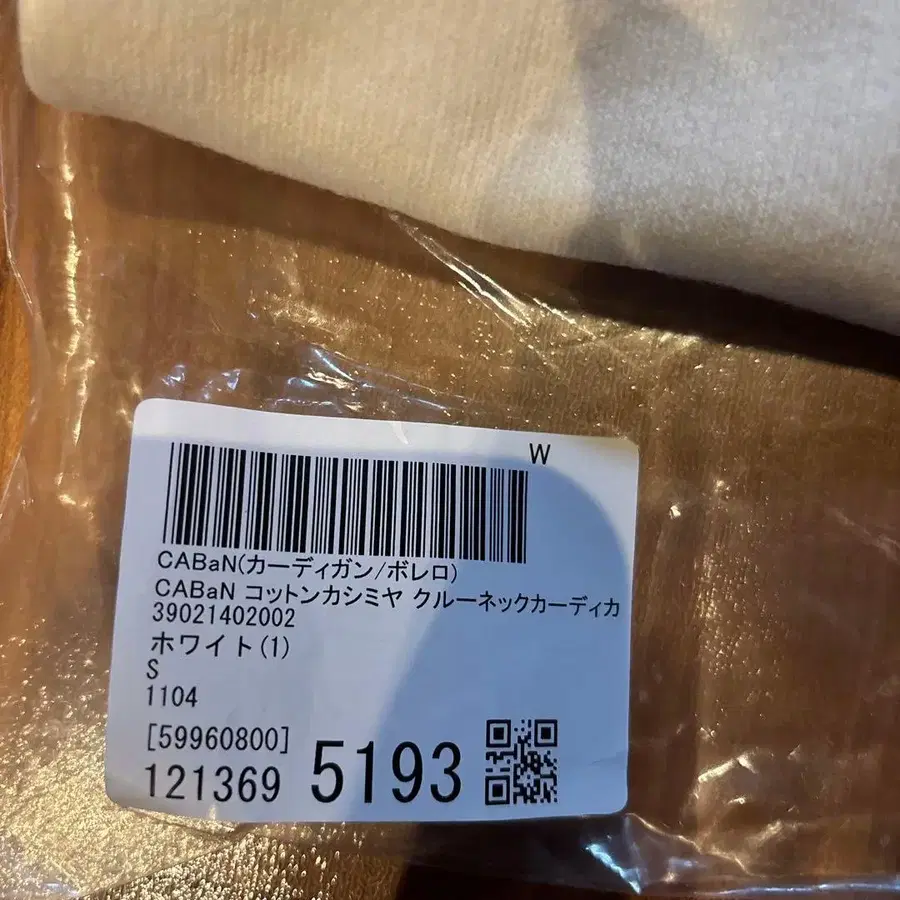 W
CABaN(カーディガン/ボレロ)
CABaN コットンカシミヤ クルーネックカーディカ
39021402002
ホワイト(1)
S
1104
[59960800]
121369 5193